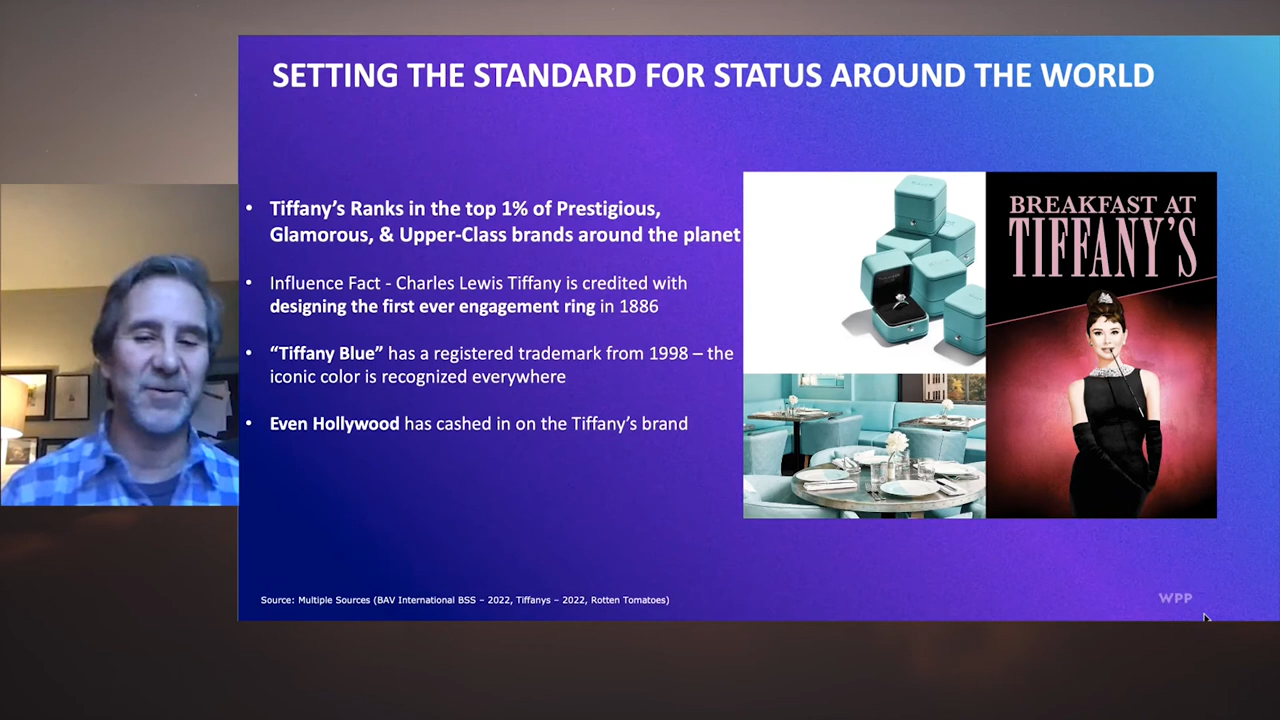 SETTING THE STANDARD FOR STATUS AROUND THE WORLD
• Tiffany’s Ranks in the top 1% of Prestigious,
Glamorous, & Upper-Class brands around the planet
• Influence Fact - Charles Lewis Tiffany is credited with
designing the first ever engagement ring in 1886
• “Tiffany Blue” has a registered trademark from 1998 – the
iconic color is recognized everywhere
• Even Hollywood has cashed in on the Tiffany’s brand
BREAKFAST AT
TIFFANY’S
Source: Multiple Sources (BAV International BSS – 2022, Tiffanys – 2022, Rotten Tomatoes)
WPP